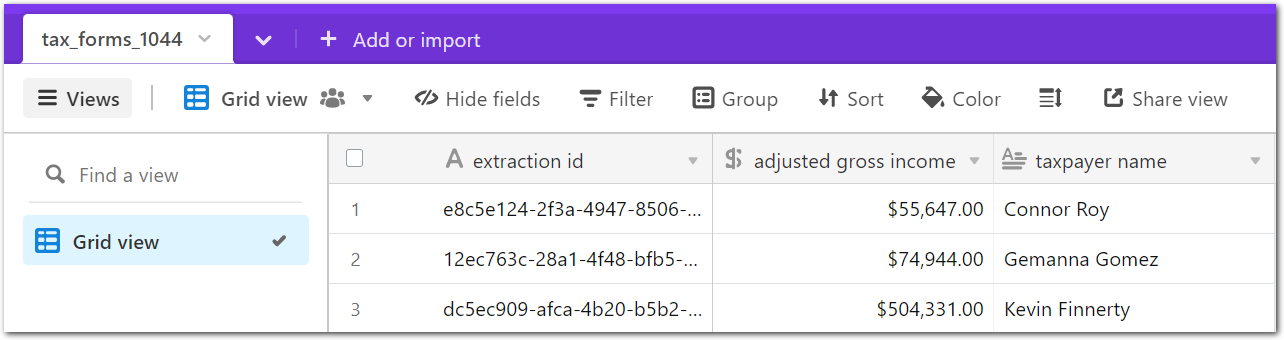 tax_forms_1044
Add or import
Views
Grid view
Hide fields
Filter
Group
Sort
Color
Share view
Find a view
Grid view
extraction id adjusted gross income taxpayer name
1 e8c5e124-2f3a-4947-8506-... $55,647.00 Connor Roy
2 12ec763c-28a1-4f48-bfb5-... $74,944.00 Gemanna Gomez
3 dc5ec909-afca-4b20-b5b2-... $504,331.00 Kevin Finnerty